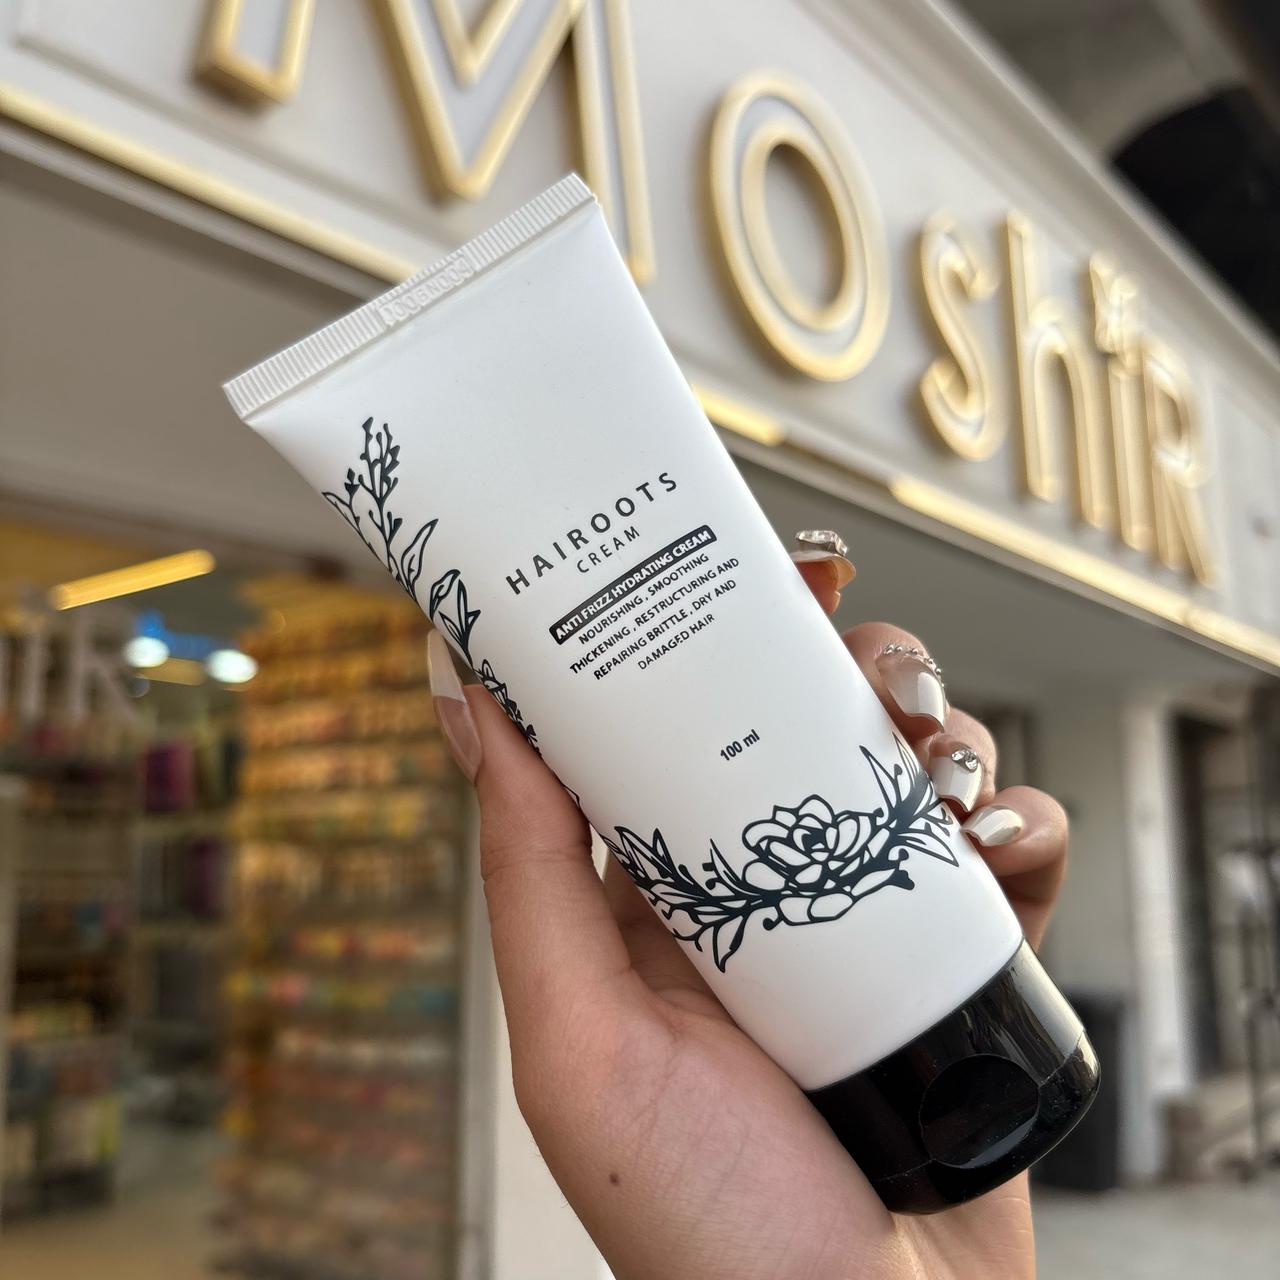 MoshiR
HAIROOTS
CREAM
ANTI FRIZZ HYDRATING CREAM
NOURISHING , SMOOTHING
THICKENING , RESTRUCTURING AND
REPAIRING BRITTLE , DRY AND
DAMAGED HAIR
100 ml